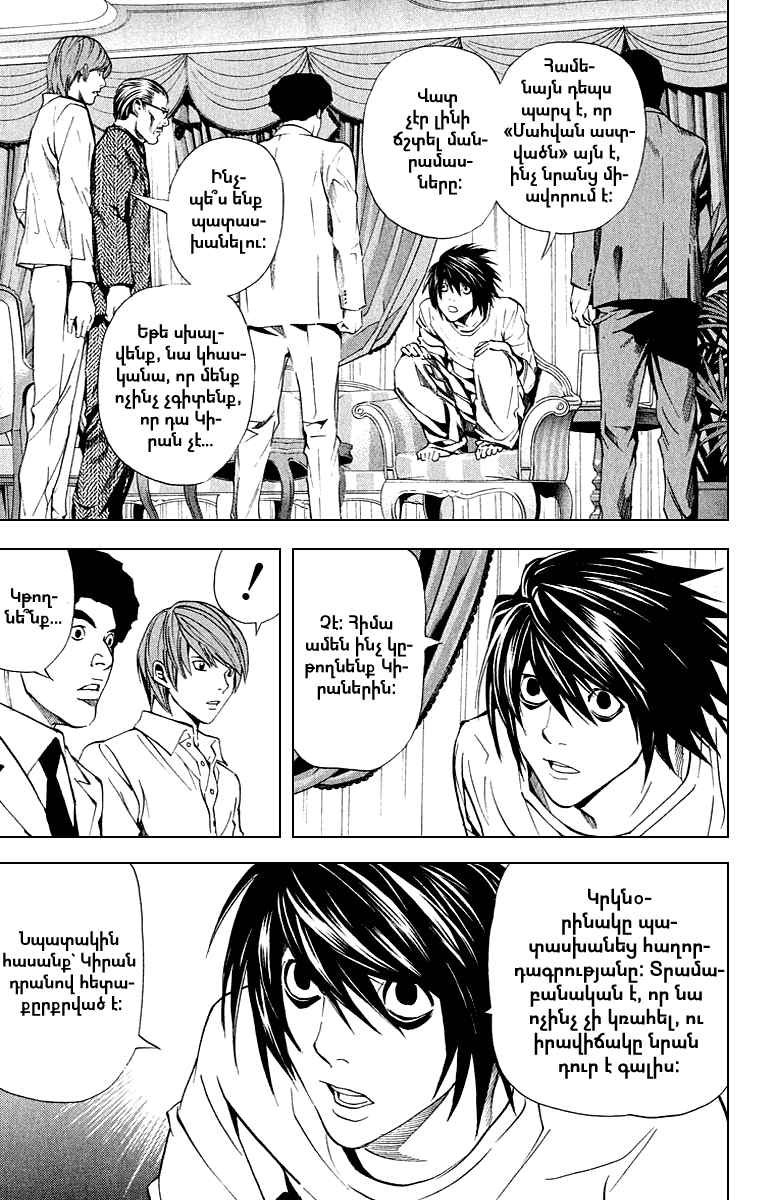 Համե-
նայն դեպս
պարզ է, որ
«Մահվան աստ-
վածն» այն է,
ինչ նրանց մի-
ավորում է:
Վատ
չէր լինի
ճշտել ման-
րամաս-
ները:
Ինչ-
պե՞ս ենք
պատաս-
խանելու:
Եթե սխալ-
վենք, նա կհաս-
կանա, որ մենք
ոչինչ չգիտենք,
որ դա Կի-
րան չէ...
Չէ: Հիմա
ամեն ինչ կը-
թողնենք Կի-
րաներին:
!
Կթող-
նե՞նք...
Կրկնօ-
րինակը պա-
տասխանեց հաղոր-
դագրությանը: Տրամա-
բանական է, որ նա
ոչինչ չի կռահել, ու
իրավիճակը նրան
դուր է գալիս:
Նպատակին
հասանք՝ Կիրան
դրանով հետա-
քըրքրված է: